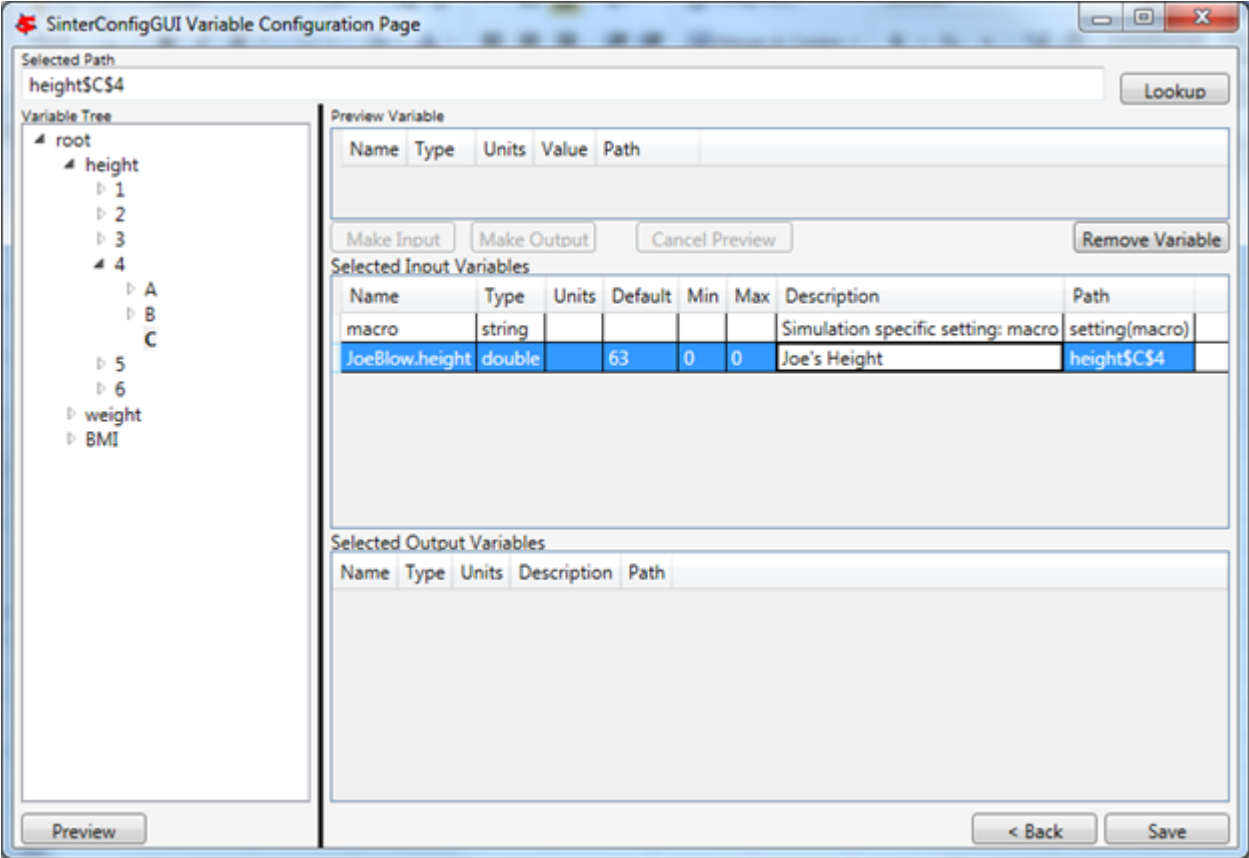 SinterConfigGUI Variable Configuration Page
Selected Path
height$C$4
Lookup
Variable Tree
root
height
1
2
3
4
A
B
C
5
6
weight
BMI
Preview
Preview Variable
Name Type Units Value Path
Make Input Make Output Cancel Preview Remove Variable
Selected Input Variables
Name Type Units Default Min Max Description Path
macro string Simulation specific setting: macro setting(macro)
JoeBlow.height double 63 0 0 Joe's Height height$C$4
Selected Output Variables
Name Type Units Description Path
< Back Save